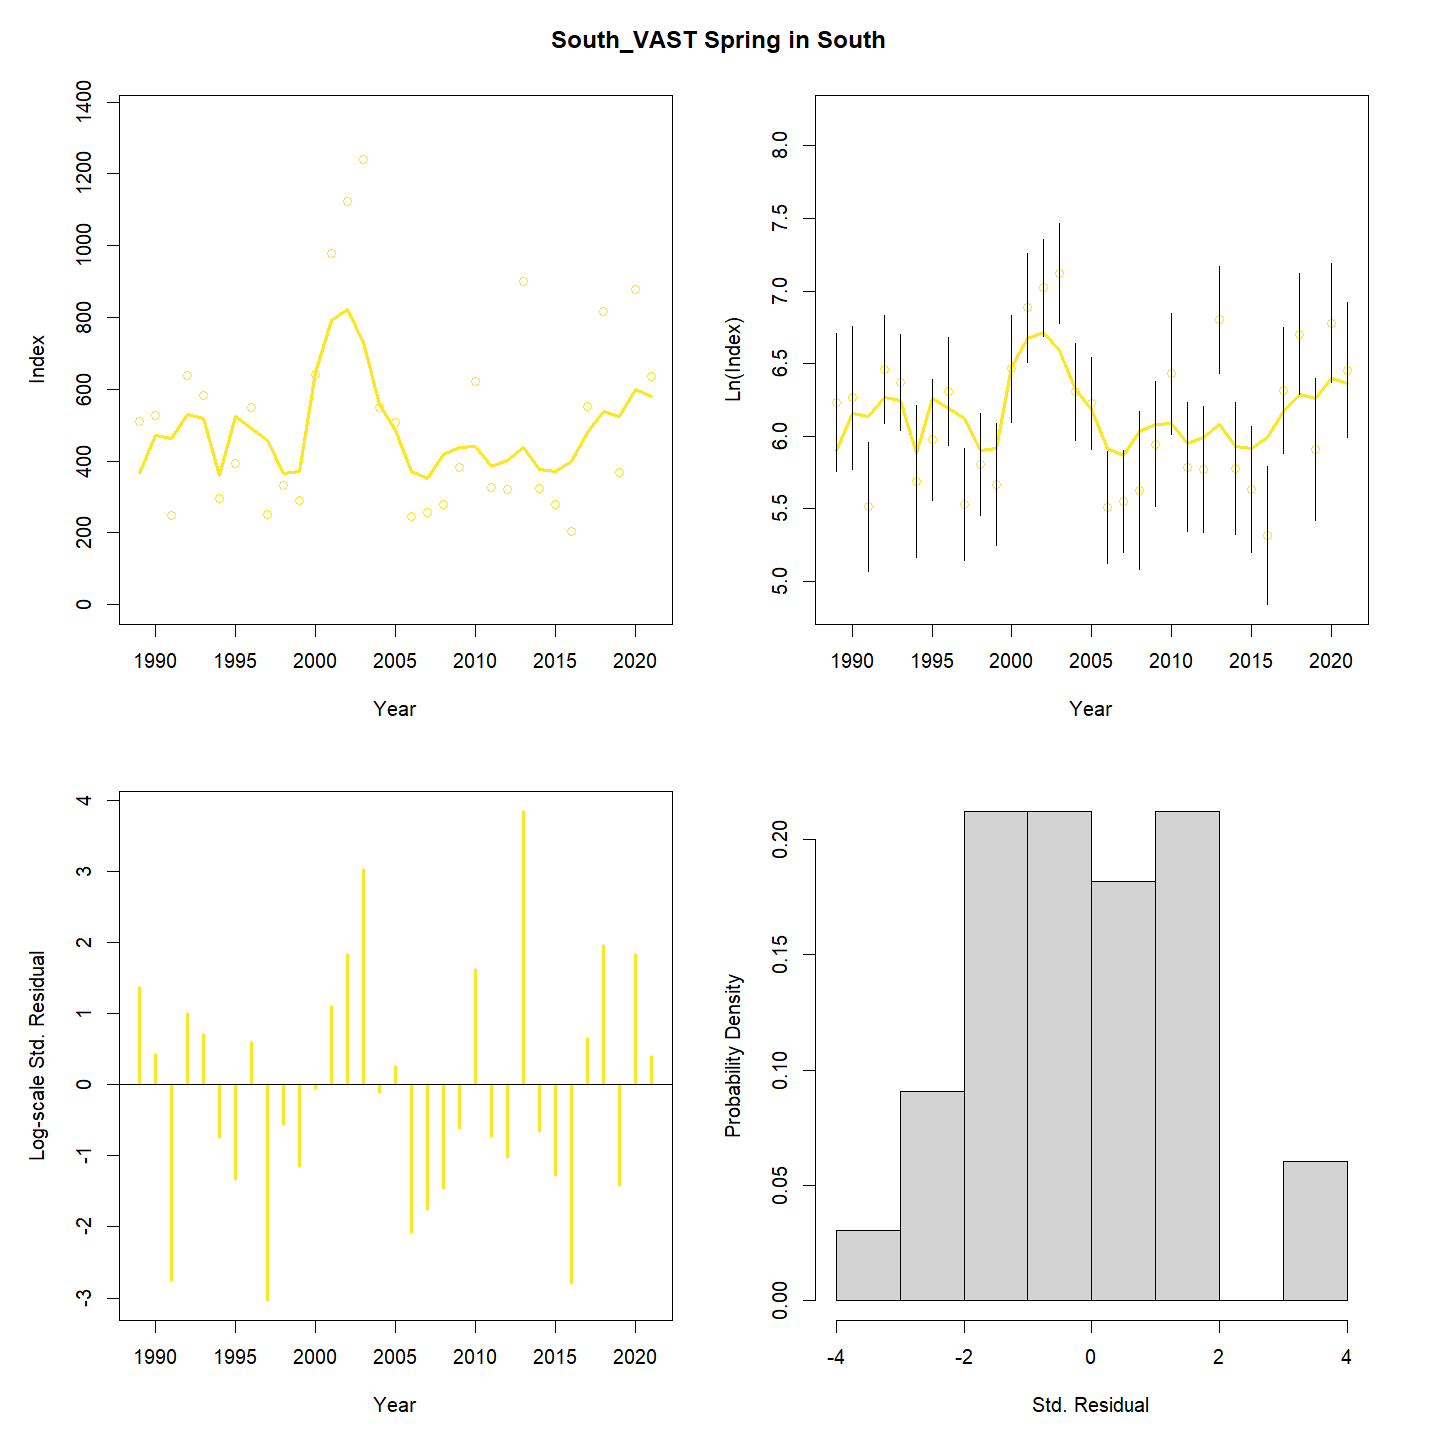 South_VAST Spring in South
Index
0 200 400 600 800 1000 1200 1400
1990 1995 2000 2005 2010 2015 2020
Year
Ln(Index)
5.0 5.5 6.0 6.5 7.0 7.5 8.0
1990 1995 2000 2005 2010 2015 2020
Year
Log-scale Std. Residual
-3 -2 -1 0 1 2 3 4
1990 1995 2000 2005 2010 2015 2020
Year
Probability Density
0.00 0.05 0.10 0.15 0.20
-4 -2 0 2 4
Std. Residual